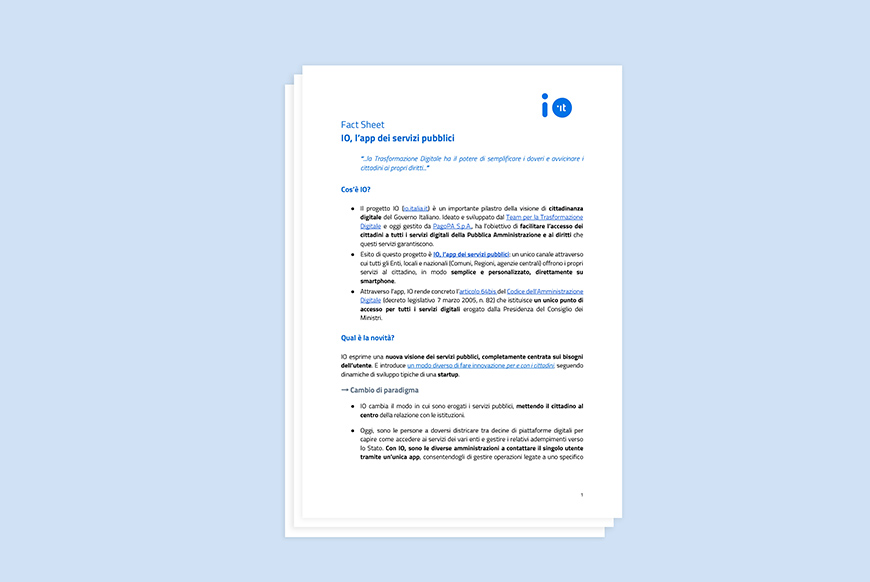 io it
Fact Sheet
IO, l'app dei servizi pubblici
"...la Trasformazione Digitale ha il potere di semplificare i doveri e avvicinare i
cittadini ai propri diritti..."
Cos'è IO?
● Il progetto IO (io.italia.it) è un importante pilastro della visione di cittadinanza
digitale del Governo Italiano. Ideato e sviluppato dal Team per la Trasformazione
Digitale e oggi gestito da PagoPA S.p.A., ha l'obiettivo di facilitare l'accesso dei
cittadini a tutti i servizi digitali della Pubblica Amministrazione e ai diritti che
questi servizi garantiscono.
● Esito di questo progetto è IO, l'app dei servizi pubblici: un unico canale attraverso
cui tutti gli Enti, locali e nazionali (Comuni, Regioni, agenzie centrali) offrono i propri
servizi al cittadino, in modo semplice e personalizzato, direttamente su
smartphone.
● Attraverso l'app, IO rende concreto l'articolo 64bis del Codice dell'Amministrazione
Digitale (decreto legislativo 7 marzo 2005, n. 82) che istituisce un unico punto di
accesso per tutti i servizi digitali erogato dalla Presidenza del Consiglio dei
Ministri.
Qual è la novità?
IO esprime una nuova visione dei servizi pubblici, completamente centrata sui bisogni
dell'utente. E introduce un modo diverso di fare innovazione per e con i cittadini, seguendo
dinamiche di sviluppo tipiche di una startup.
→ Cambio di paradigma
● IO cambia il modo in cui sono erogati i servizi pubblici, mettendo il cittadino al
centro della relazione con le istituzioni.
● Oggi, sono le persone a doversi districare tra decine di piattaforme digitali per
capire come accedere ai servizi dei vari enti e gestire i relativi adempimenti verso
lo Stato. Con IO, sono le diverse amministrazioni a contattare il singolo utente
tramite un'unica app, consentendogli di gestire operazioni legate a uno specifico
1